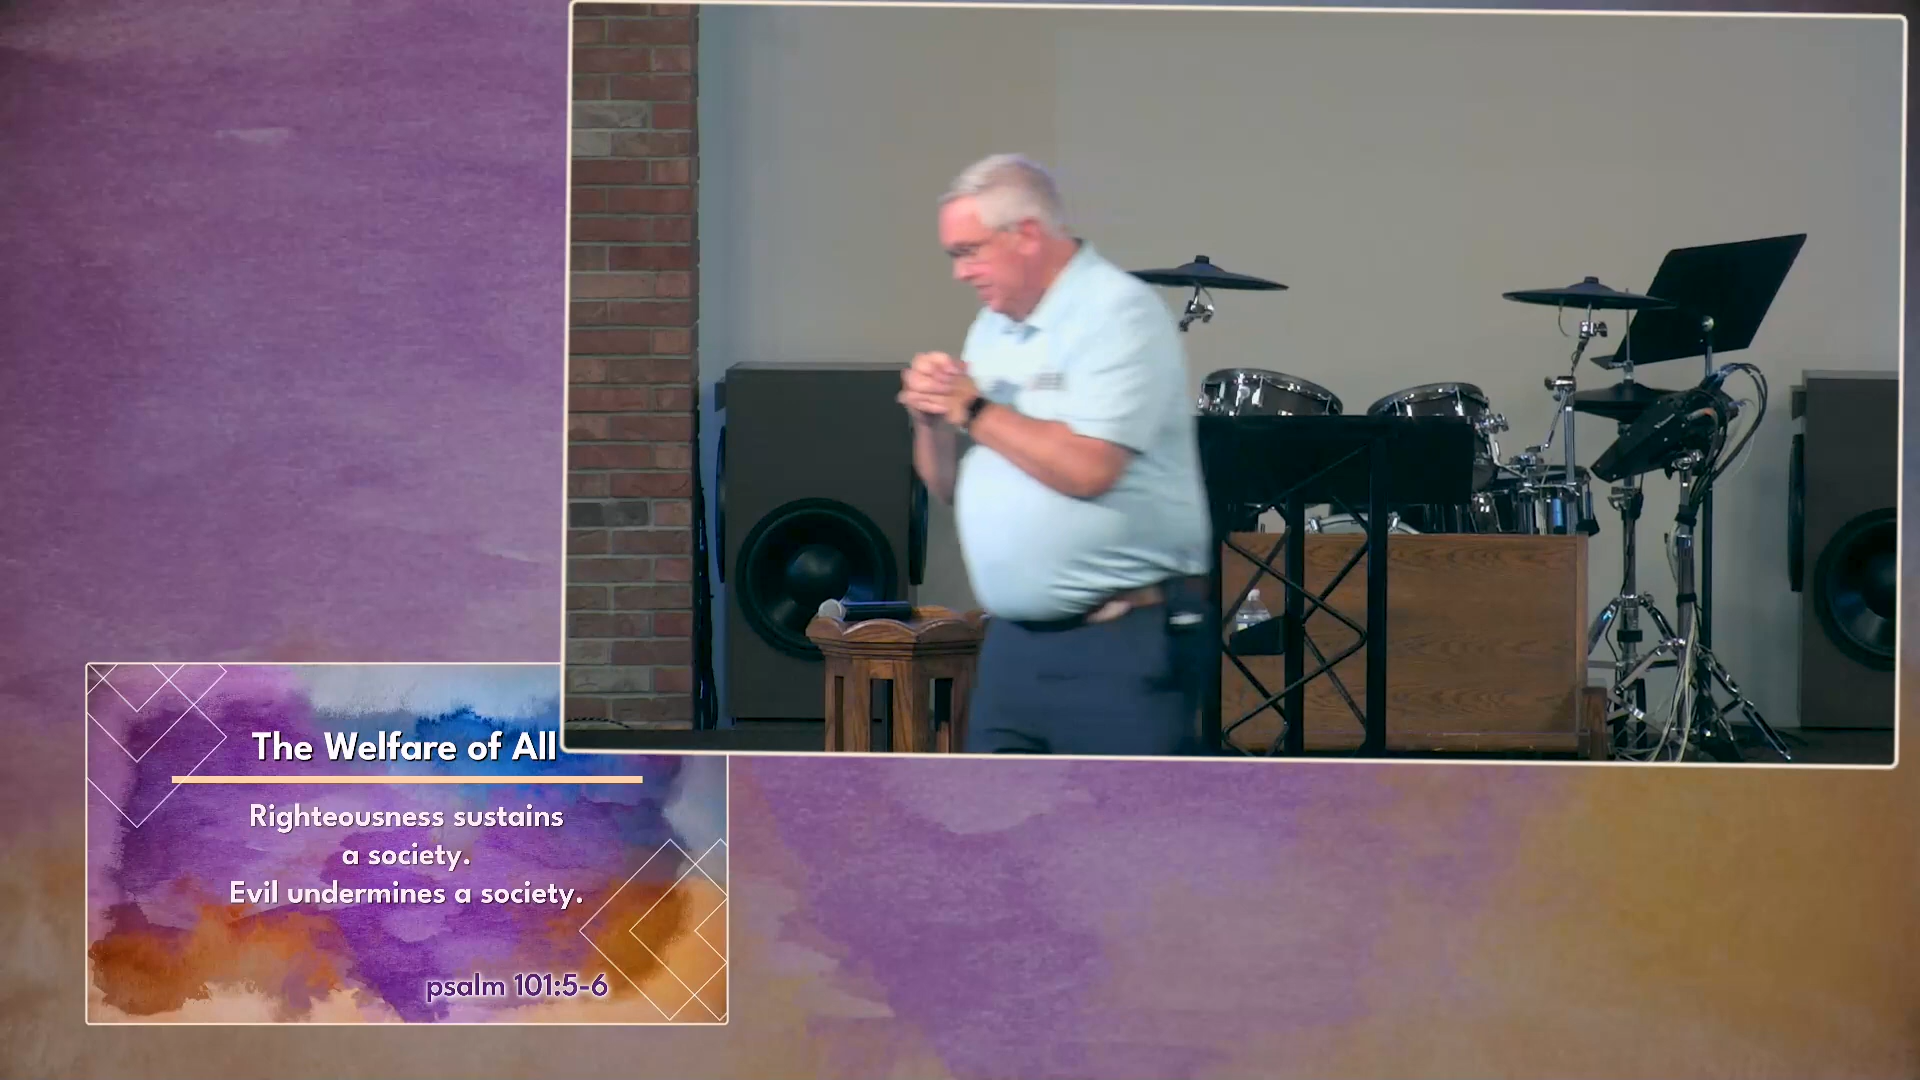 The Welfare of All
Righteousness sustains
a society.
Evil undermines a society.
psalm 101:5-6